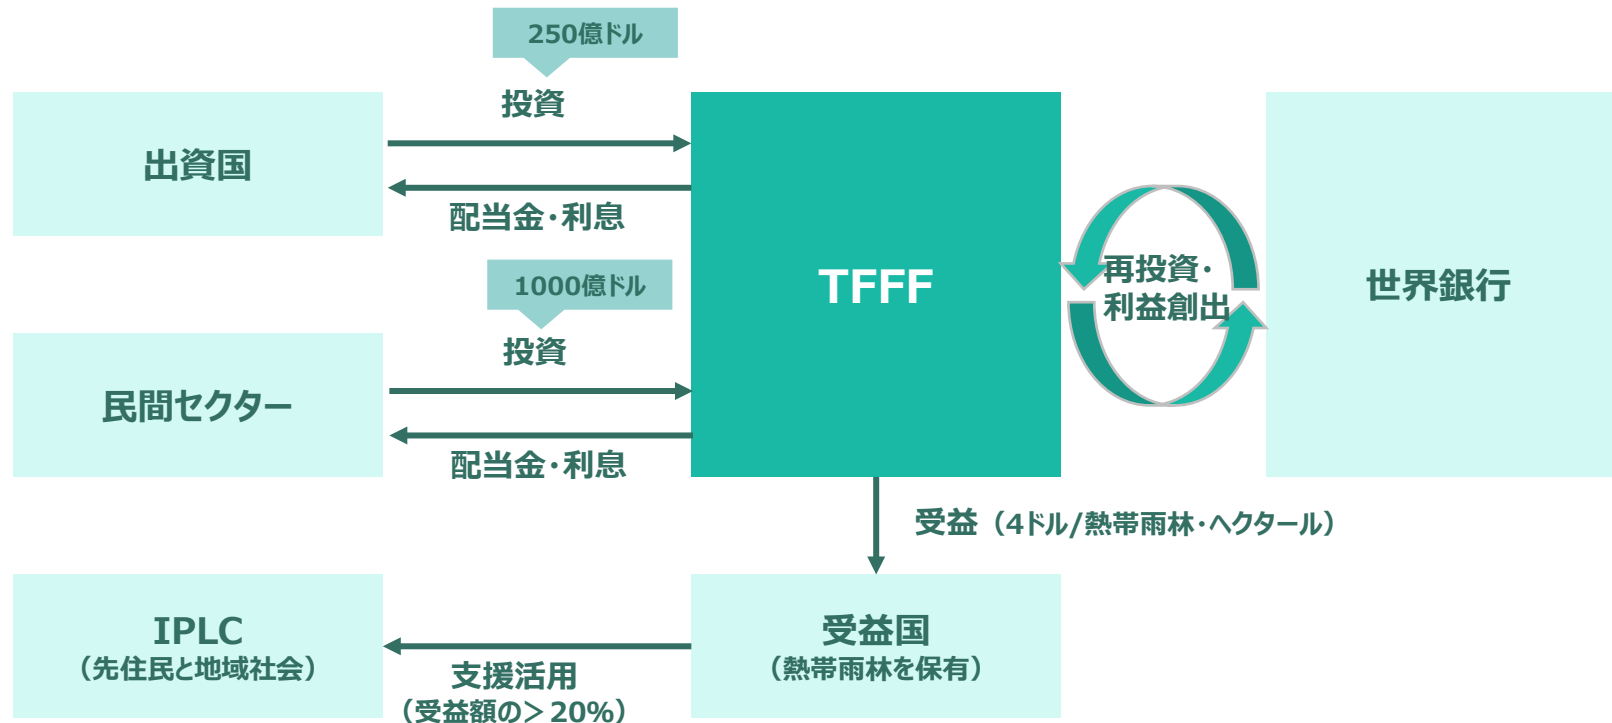 250億ドル
投資
出資国
配当金・利息
1000億ドル
投資
民間セクター
配当金・利息
TFFF
再投資・
利益創出
世界銀行
受益（4ドル/熱帯雨林・ヘクタール）
受益国
（熱帯雨林を保有）
IPLC
（先住民と地域社会）
支援活用
（受益額の＞20%）